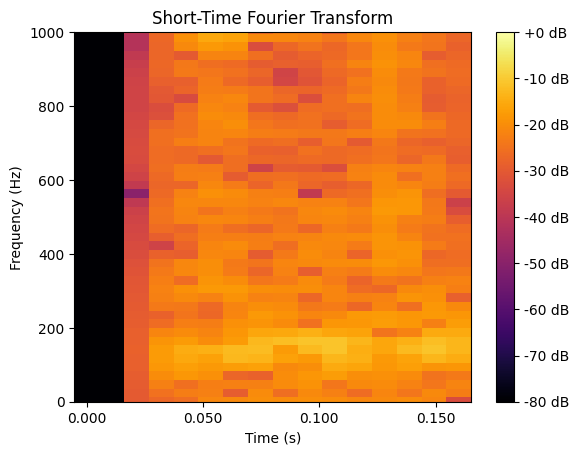 Short-Time Fourier Transform
1000
800
600
400
200
0
Frequency (Hz)
0.000
0.050
0.100
0.150
Time (s)
+0 dB
-10 dB
-20 dB
-30 dB
-40 dB
-50 dB
-60 dB
-70 dB
-80 dB